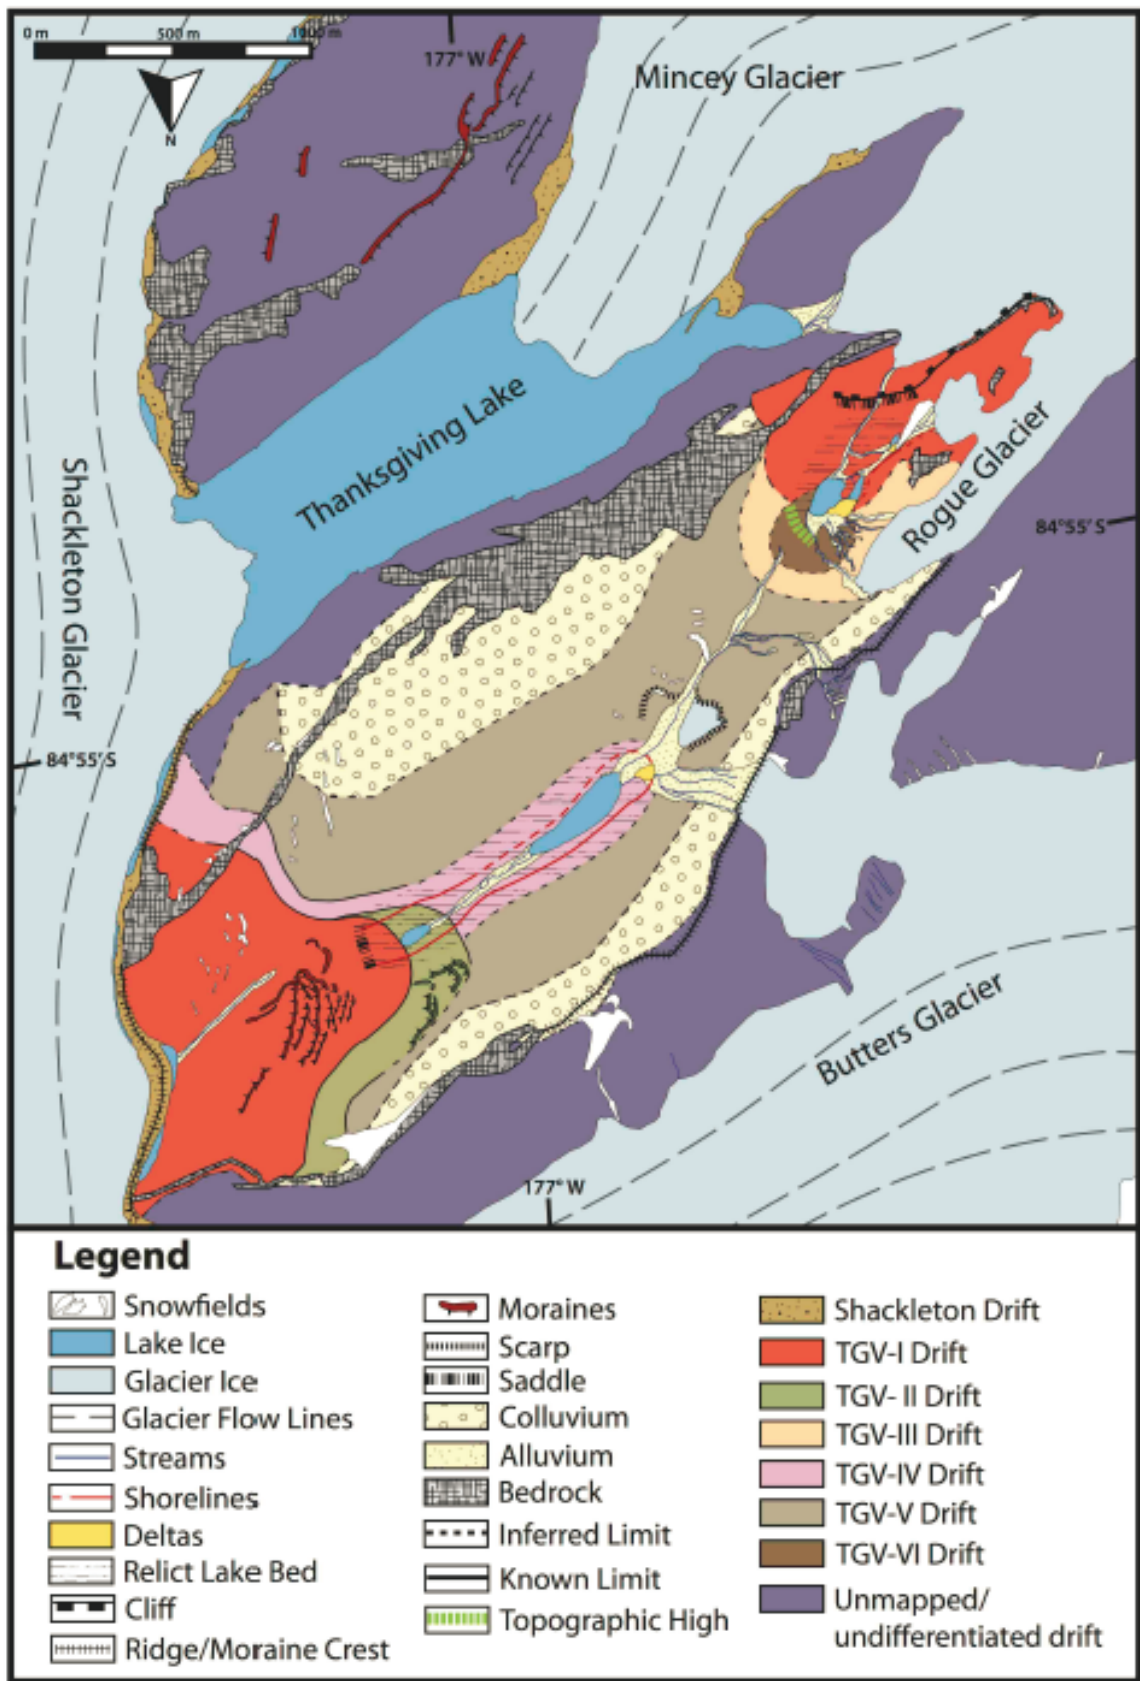 0 m 500 m 1000 m
177° W
Mincey Glacier
N
Thanksgiving Lake
Shackleton Glacier
Rogue Glacier
84°55' S
84°55' S
Butters Glacier
177° W
Legend
Snowfields
Lake Ice
Glacier Ice
Glacier Flow Lines
Streams
Shorelines
Deltas
Relict Lake Bed
Cliff
Ridge/Moraine Crest
Moraines
Scarp
Saddle
Colluvium
Alluvium
Bedrock
Inferred Limit
Known Limit
Topographic High
Shackleton Drift
TGV-I Drift
TGV- II Drift
TGV-III Drift
TGV-IV Drift
TGV-V Drift
TGV-VI Drift
Unmapped/
undifferentiated drift